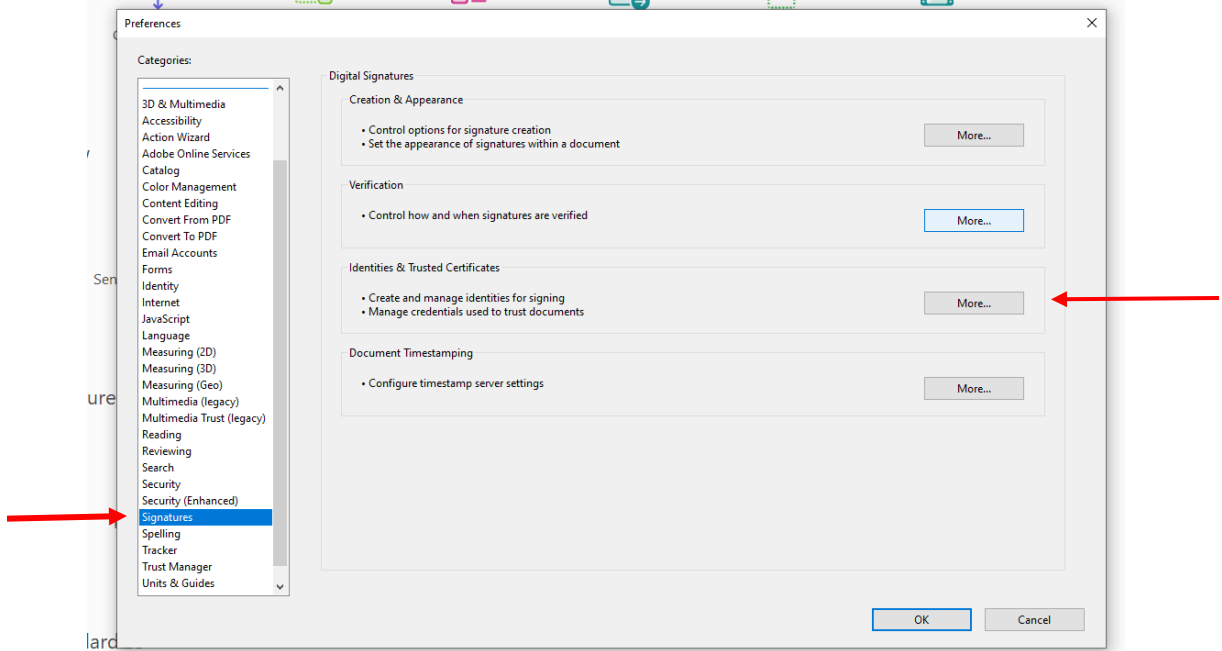 Preferences
Categories:
3D & Multimedia
Accessibility
Action Wizard
Adobe Online Services
Catalog
Color Management
Content Editing
Convert From PDF
Convert To PDF
Email Accounts
Forms
Identity
Internet
JavaScript
Language
Measuring (2D)
Measuring (3D)
Measuring (Geo)
Multimedia (legacy)
Multimedia Trust (legacy)
Reading
Reviewing
Search
Security
Security (Enhanced)
Signatures
Spelling
Tracker
Trust Manager
Units & Guides
Digital Signatures
Creation & Appearance
• Control options for signature creation
• Set the appearance of signatures within a document
More...
Verification
• Control how and when signatures are verified
More...
Identities & Trusted Certificates
• Create and manage identities for signing
• Manage credentials used to trust documents
More...
Document Timestamping
• Configure timestamp server settings
More...
OK
Cancel
Sen
ure